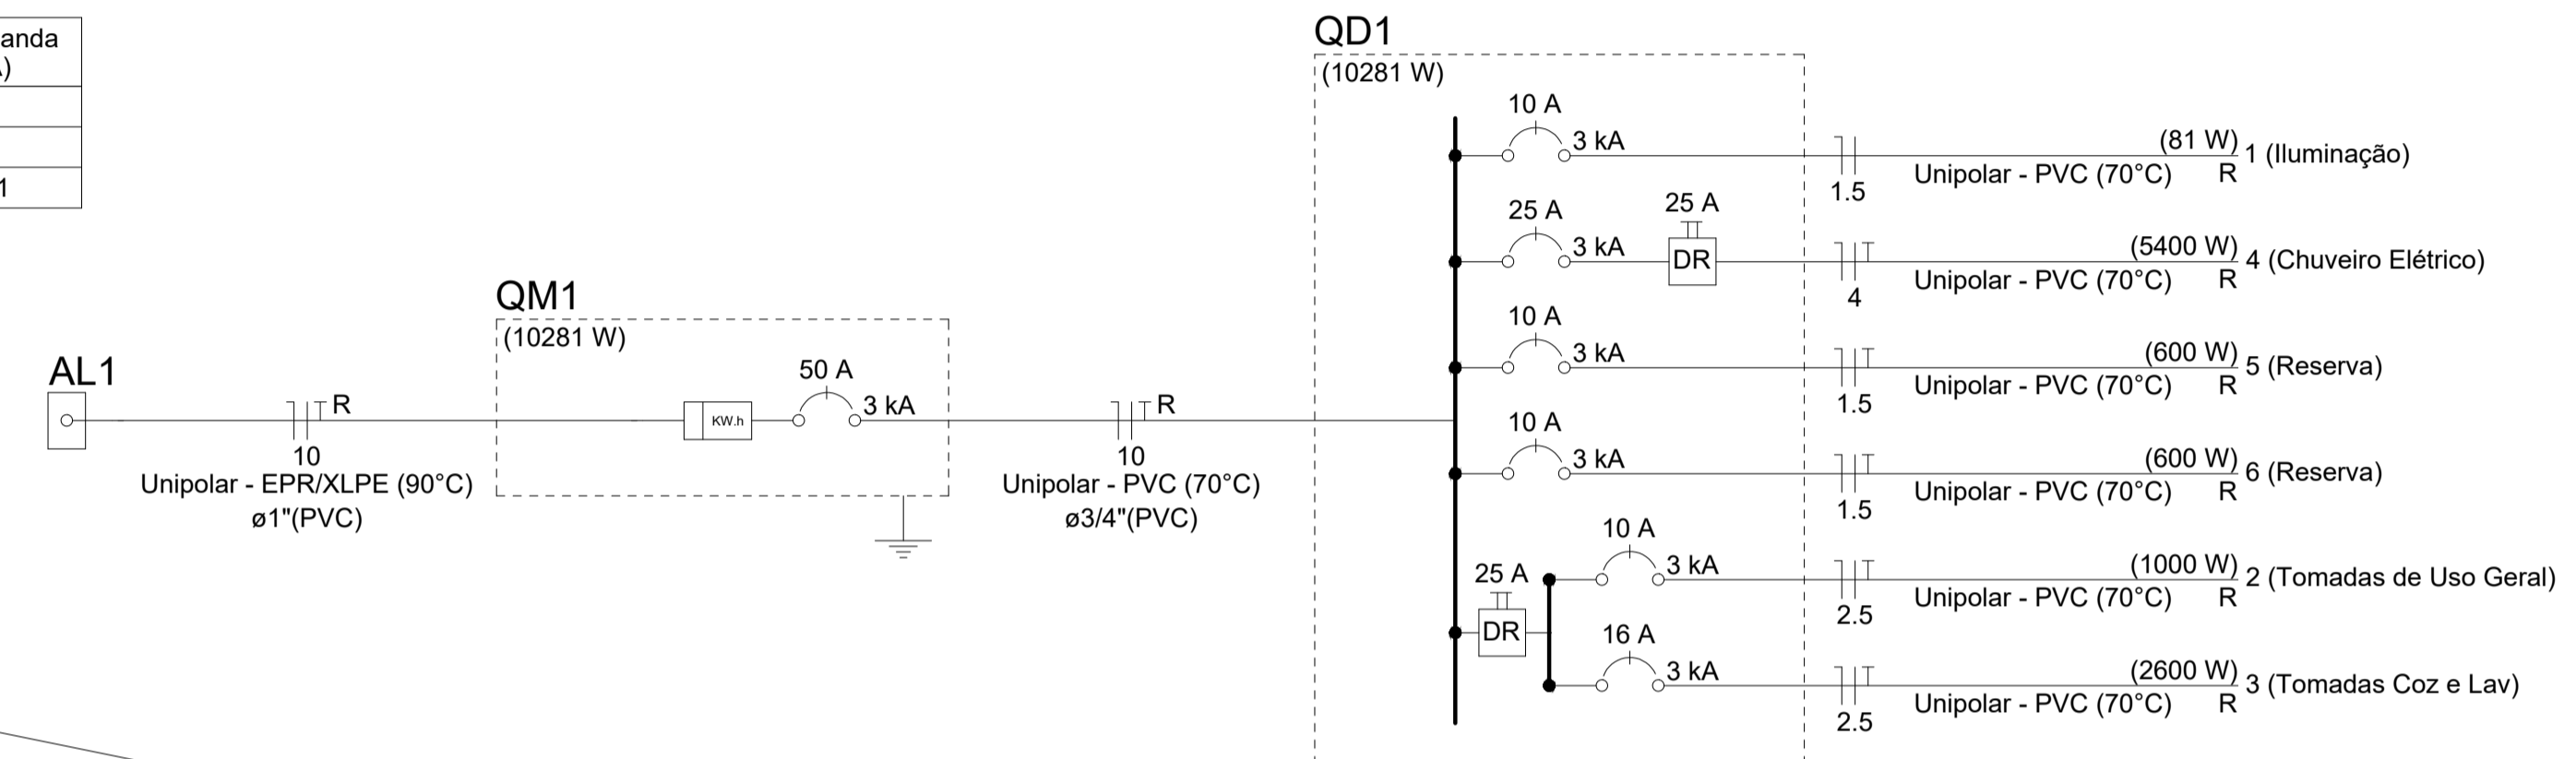 anda
A)
1
AL1
R
10
Unipolar - EPR/XLPE (90°C)
ø1"(PVC)
QM1
(10281 W)
KW.h
50 A
3 kA
R
10
Unipolar - PVC (70°C)
ø3/4"(PVC)
QD1
(10281 W)
10 A
3 kA
1.5
(81 W)
Unipolar - PVC (70°C) R
1 (Iluminação)
25 A
3 kA
25 A
DR
4
(5400 W)
Unipolar - PVC (70°C) R
4 (Chuveiro Elétrico)
10 A
3 kA
1.5
(600 W)
Unipolar - PVC (70°C) R
5 (Reserva)
10 A
3 kA
1.5
(600 W)
Unipolar - PVC (70°C) R
6 (Reserva)
25 A
DR
10 A
3 kA
2.5
(1000 W)
Unipolar - PVC (70°C) R
2 (Tomadas de Uso Geral)
16 A
3 kA
2.5
(2600 W)
Unipolar - PVC (70°C) R
3 (Tomadas Coz e Lav)